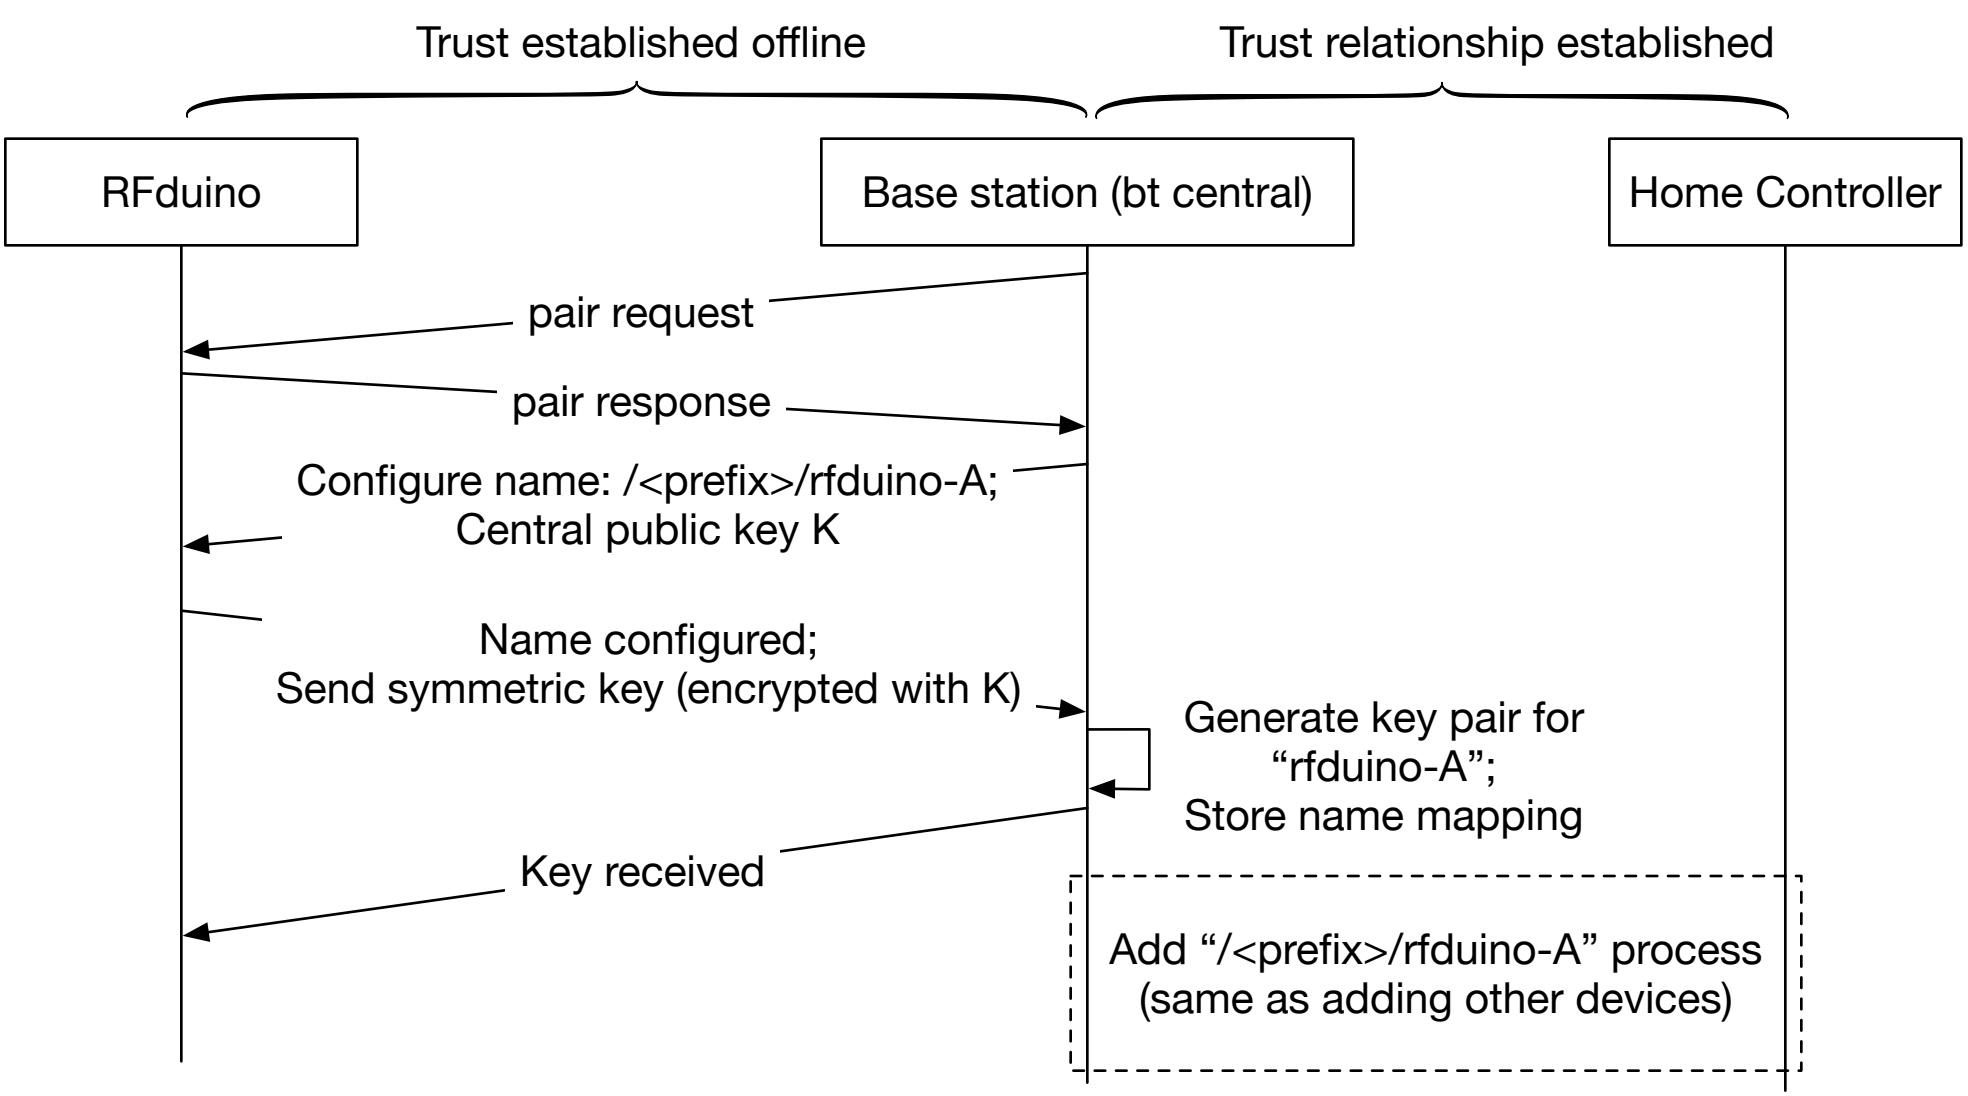 Trust established offline
Trust relationship established
RFduino
Base station (bt central)
Home Controller
pair request
pair response
Configure name: /<prefix>/rfduino-A;
Central public key K
Name configured;
Send symmetric key (encrypted with K)
Generate key pair for
“rfduino-A”;
Store name mapping
Key received
Add “/<prefix>/rfduino-A” process
(same as adding other devices)